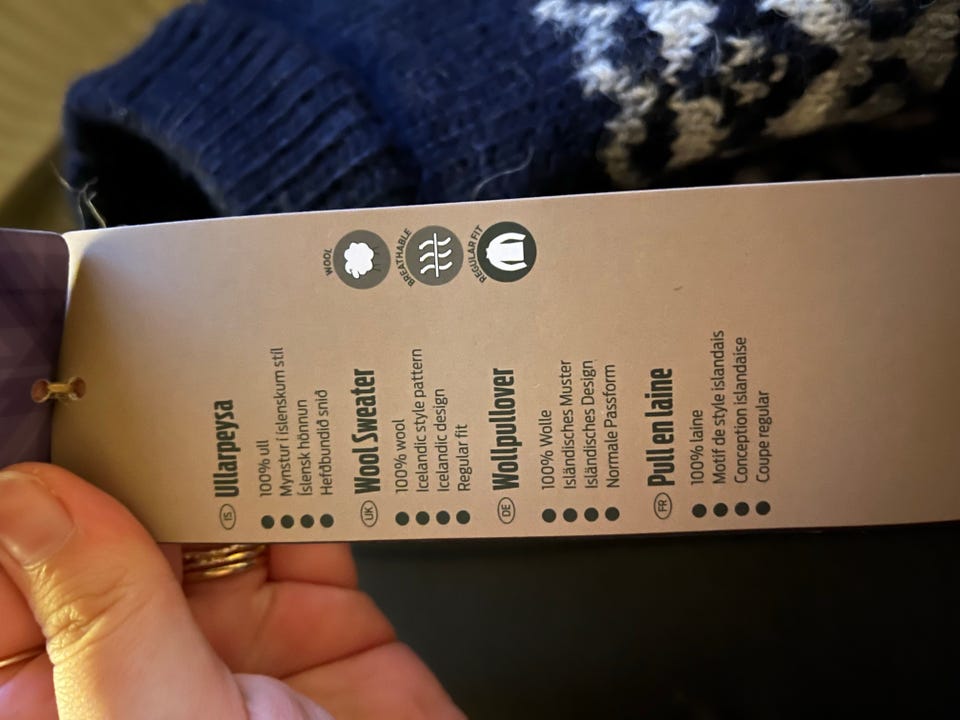 WOOL
BREATHABLE
REGULAR FIT
IS Ullarpeysa
100% ull
Mynstur í íslenskum stíl
Íslensk hönnun
Hefðbundið snið
UK Wool Sweater
100% wool
Icelandic style pattern
Icelandic design
Regular fit
DE Wollpullover
100% Wolle
Isländisches Muster
Isländisches Design
Normale Passform
FR Pull en laine
100% laine
Motif de style islandais
Conception islandaise
Coupe regular